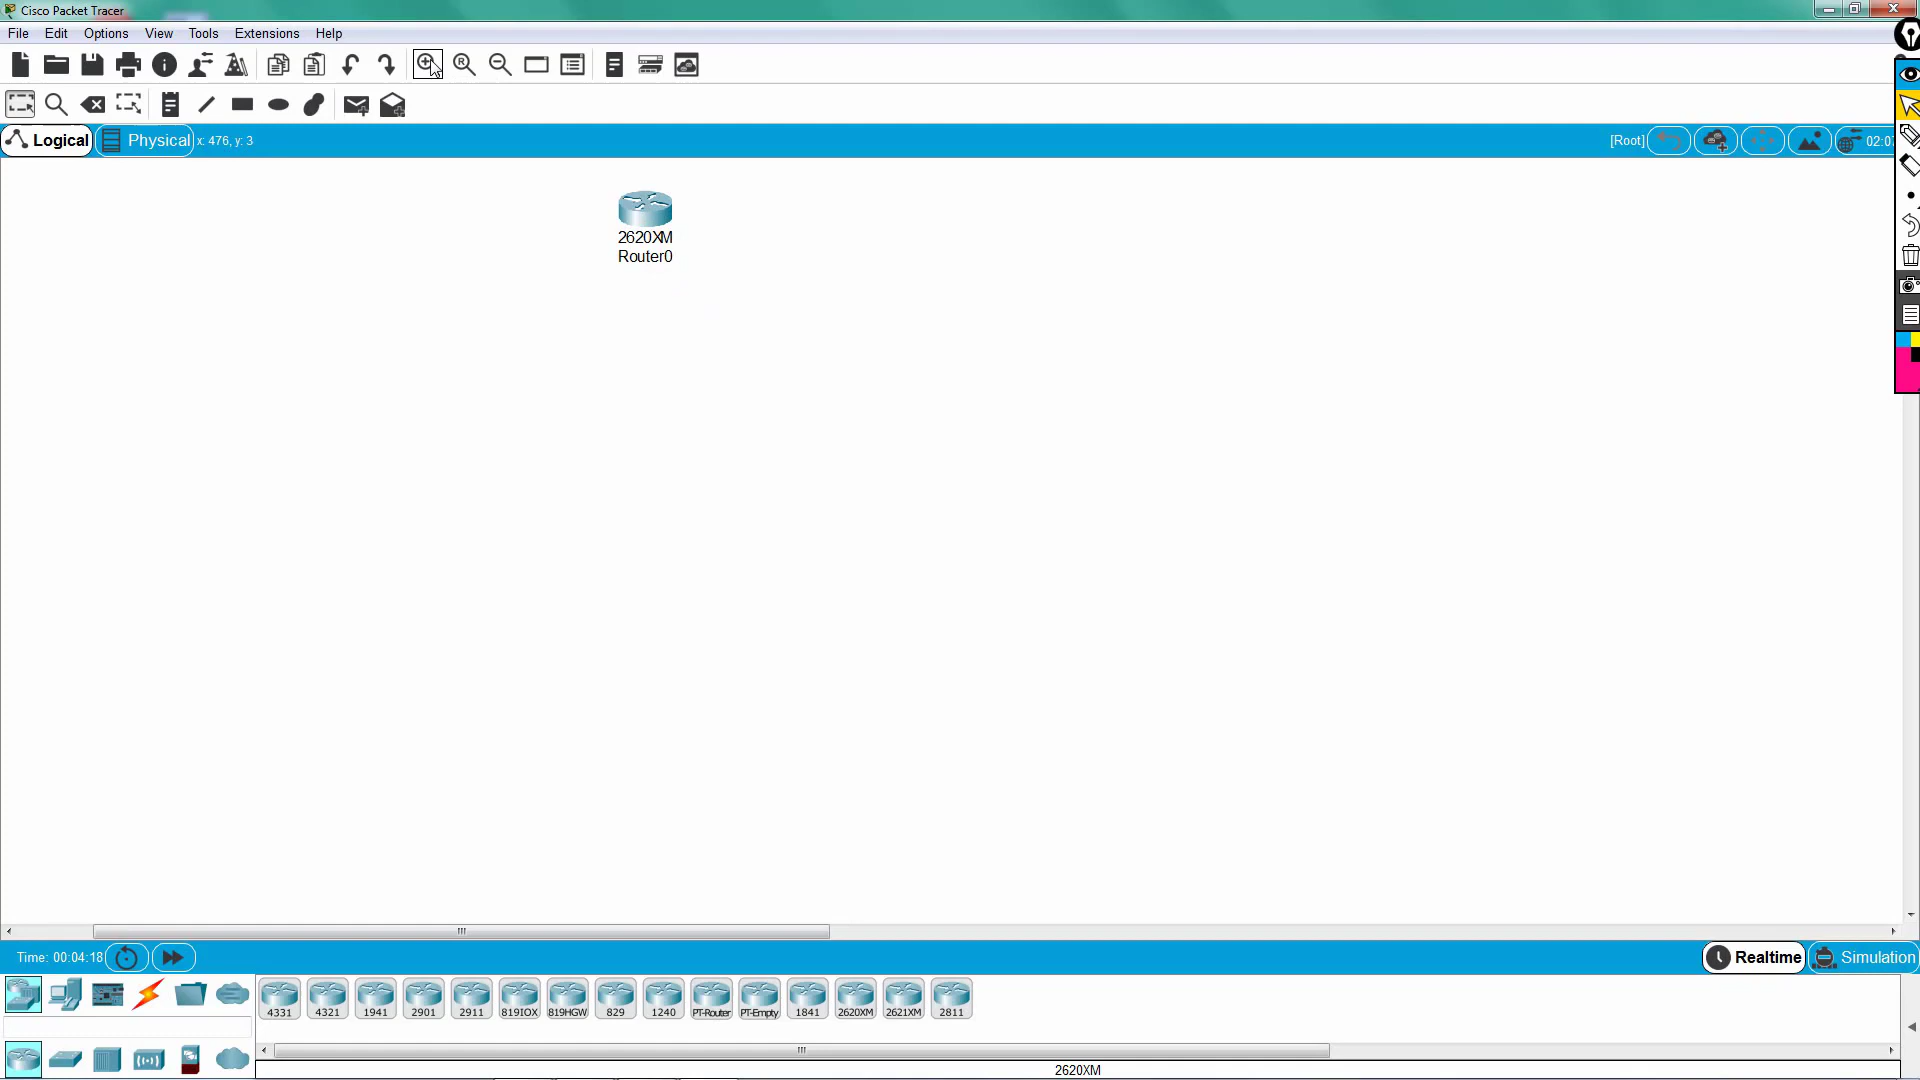 Cisco Packet Tracer
File Edit Options View Tools Extensions Help
Logical Physical x: 476, y: 3 [Root]
2620XM
Router0
Time: 00:04:18 Realtime Simulation
4331 4321 1941 2901 2911 819IOX 819HGW 829 1240 PT-Router PT-Empty 1841 2620XM 2621XM 2811
2620XM